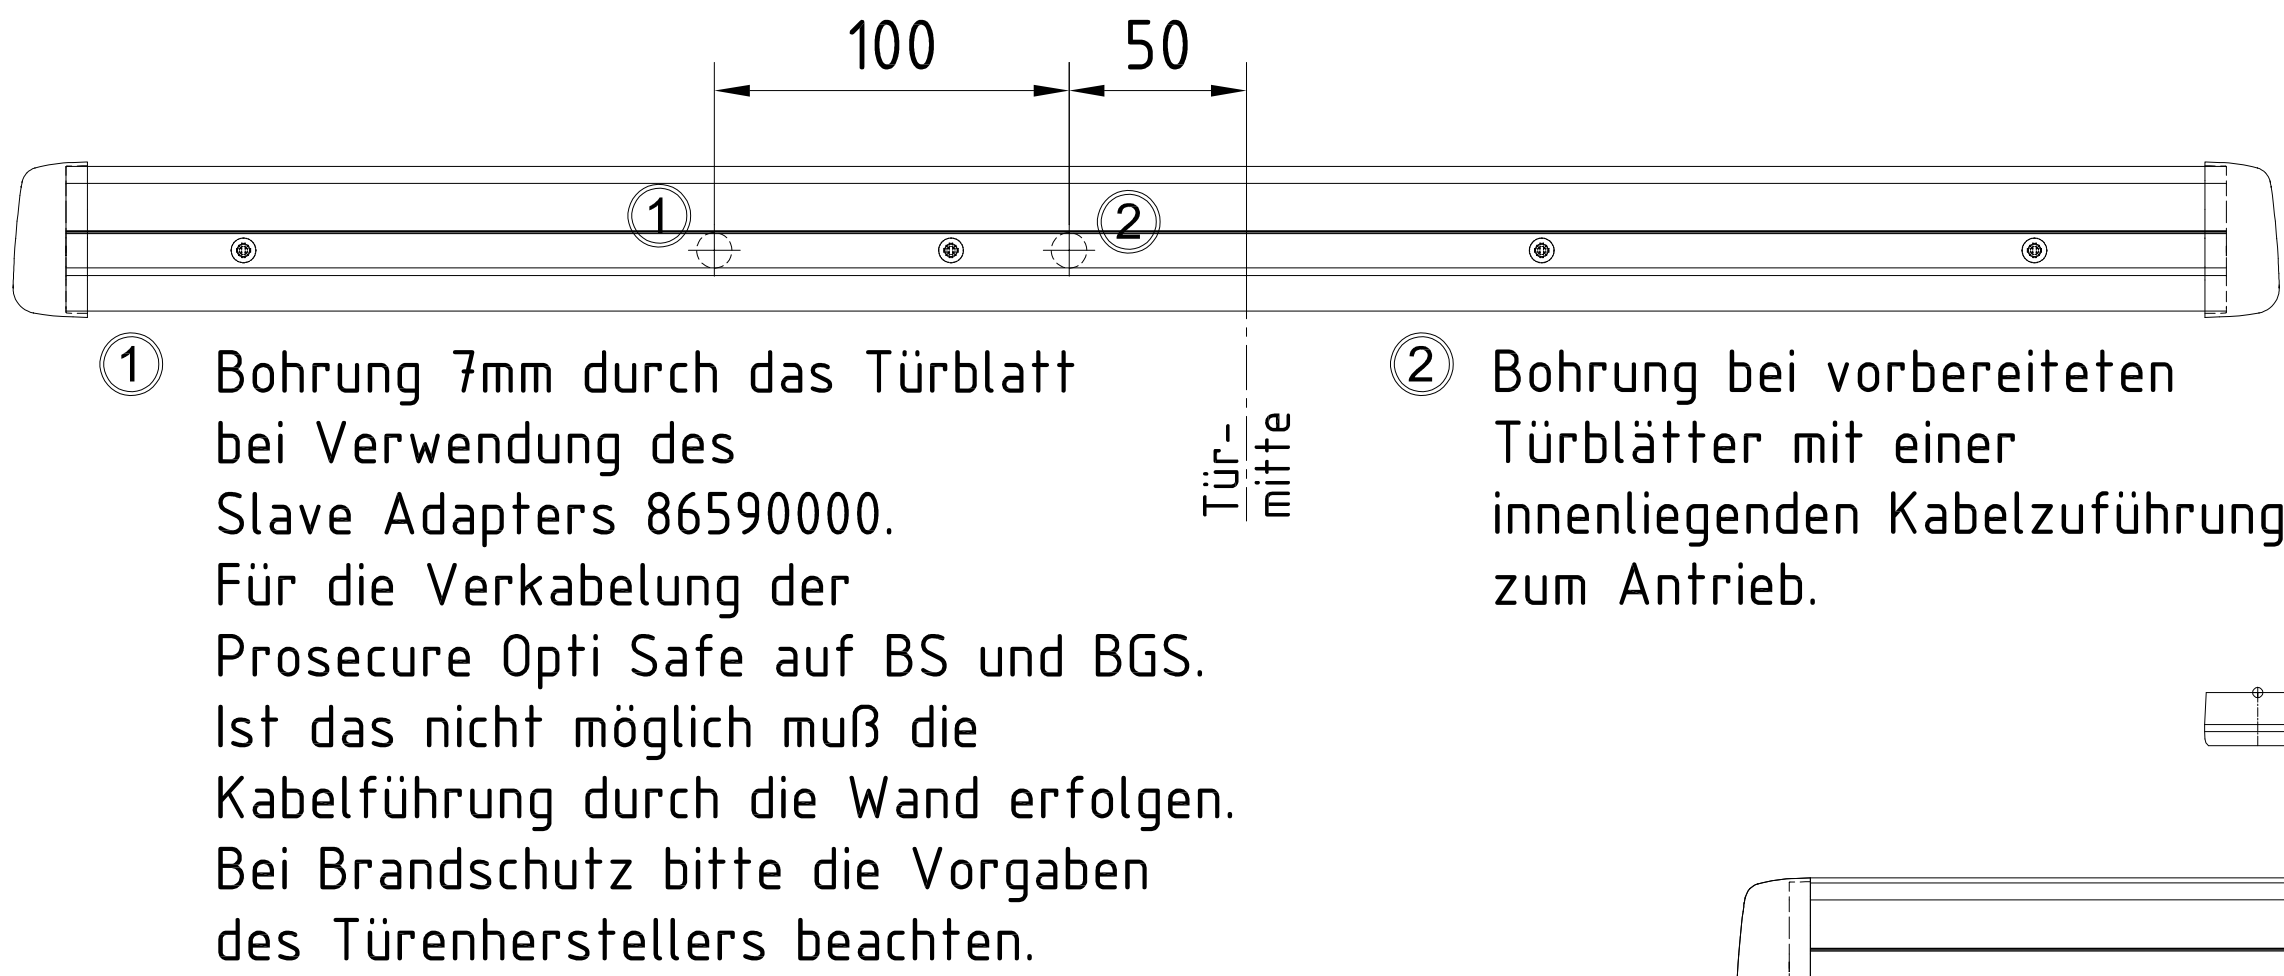 100
50
1
2
1
Bohrung 7mm durch das Türblatt
bei Verwendung des
Slave Adapters 86590000.
Für die Verkabelung der
Prosecure Opti Safe auf BS und BGS.
Ist das nicht möglich muß die
Kabelführung durch die Wand erfolgen.
Bei Brandschutz bitte die Vorgaben
des Türenherstellers beachten.
Tür-
mitte
2
Bohrung bei vorbereiteten
Türblätter mit einer
innenliegenden Kabelzuführung
zum Antrieb.